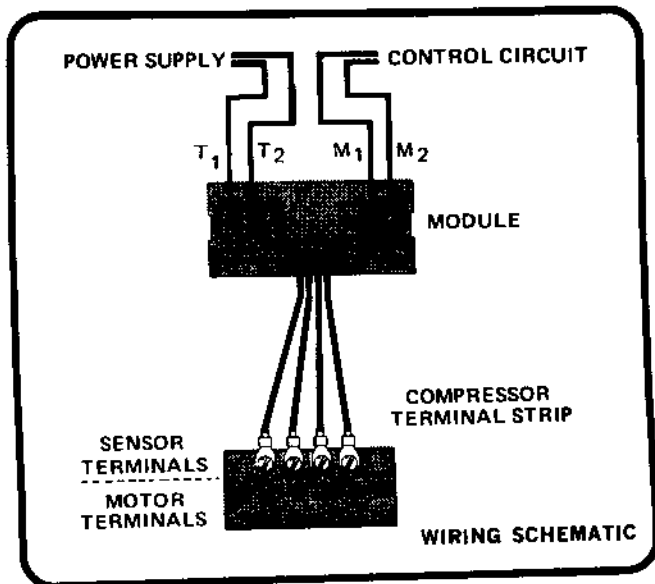 POWER SUPPLY
CONTROL CIRCUIT
T1 T2 M1 M2
MODULE
COMPRESSOR
TERMINAL STRIP
SENSOR
TERMINALS
MOTOR
TERMINALS
WIRING SCHEMATIC